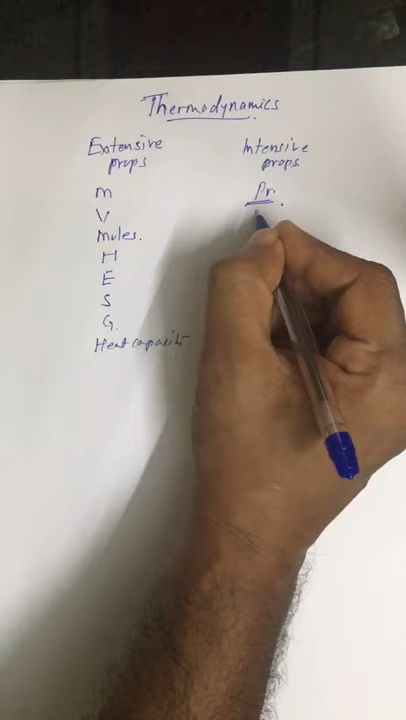 Thermodynamics
Extensive props
Intensive props
m
V
moles.
H
E
S
G.
Heat capacity
Pr.